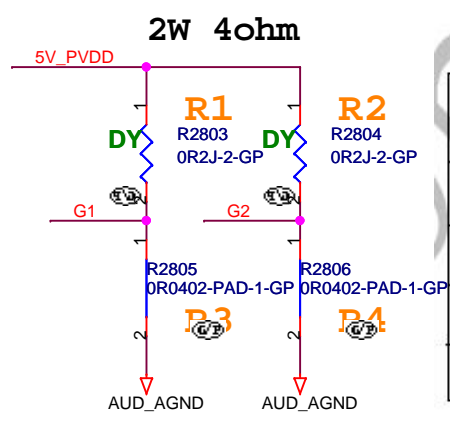 2W 4ohm
5V_PVDD
1 1
R1 R2
DY R2803 DY R2804
0R2J-2-GP 0R2J-2-GP
2 2
G1 G2
1 1
R2805 R2806
0R0402-PAD-1-GP 0R0402-PAD-1-GP
R3 R4
G/P G/P
2 2
AUD_AGND AUD_AGND